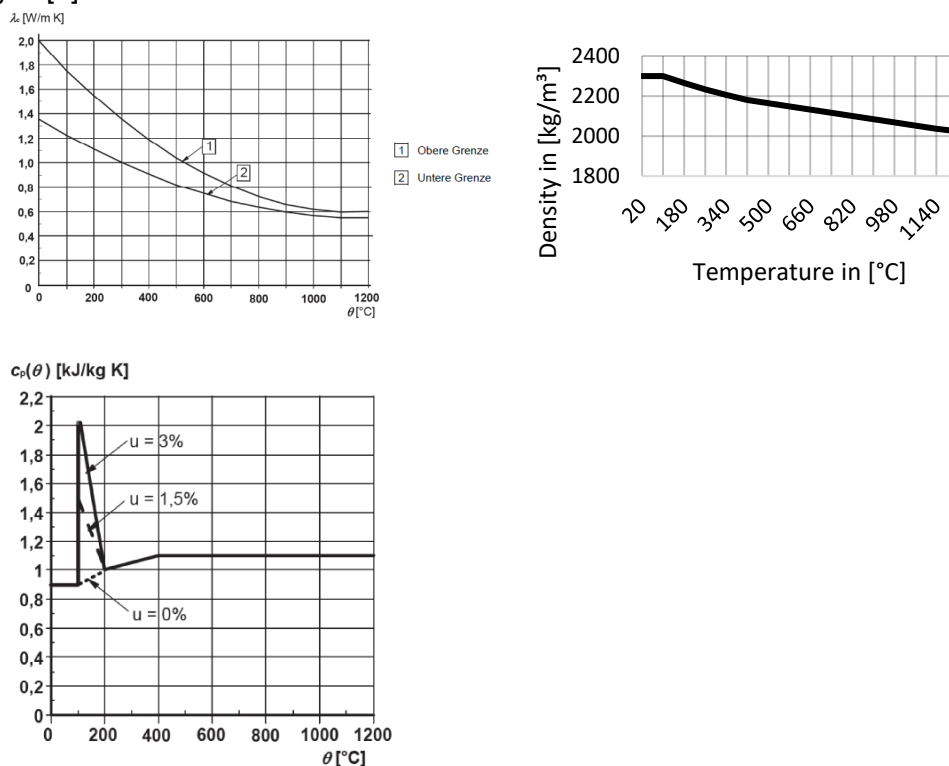 λc [W/m K]
2,0
1,8
1,6
1,4
1,2
1,0
0,8
0,6
0,4
0,2
0
0 200 400 600 800 1000 1200
θ [°C]
1
2
1 Obere Grenze
2 Untere Grenze
Density in [kg/m³]
2400
2200
2000
1800
20 180 340 500 660 820 980 1140
Temperature in [°C]
cp(θ) [kJ/kg K]
2,2
2
1,8
1,6
1,4
1,2
1
0,8
0,6
0,4
0,2
0
u = 3%
u = 1,5%
u = 0%
0 200 400 600 800 1000 1200
θ [°C]